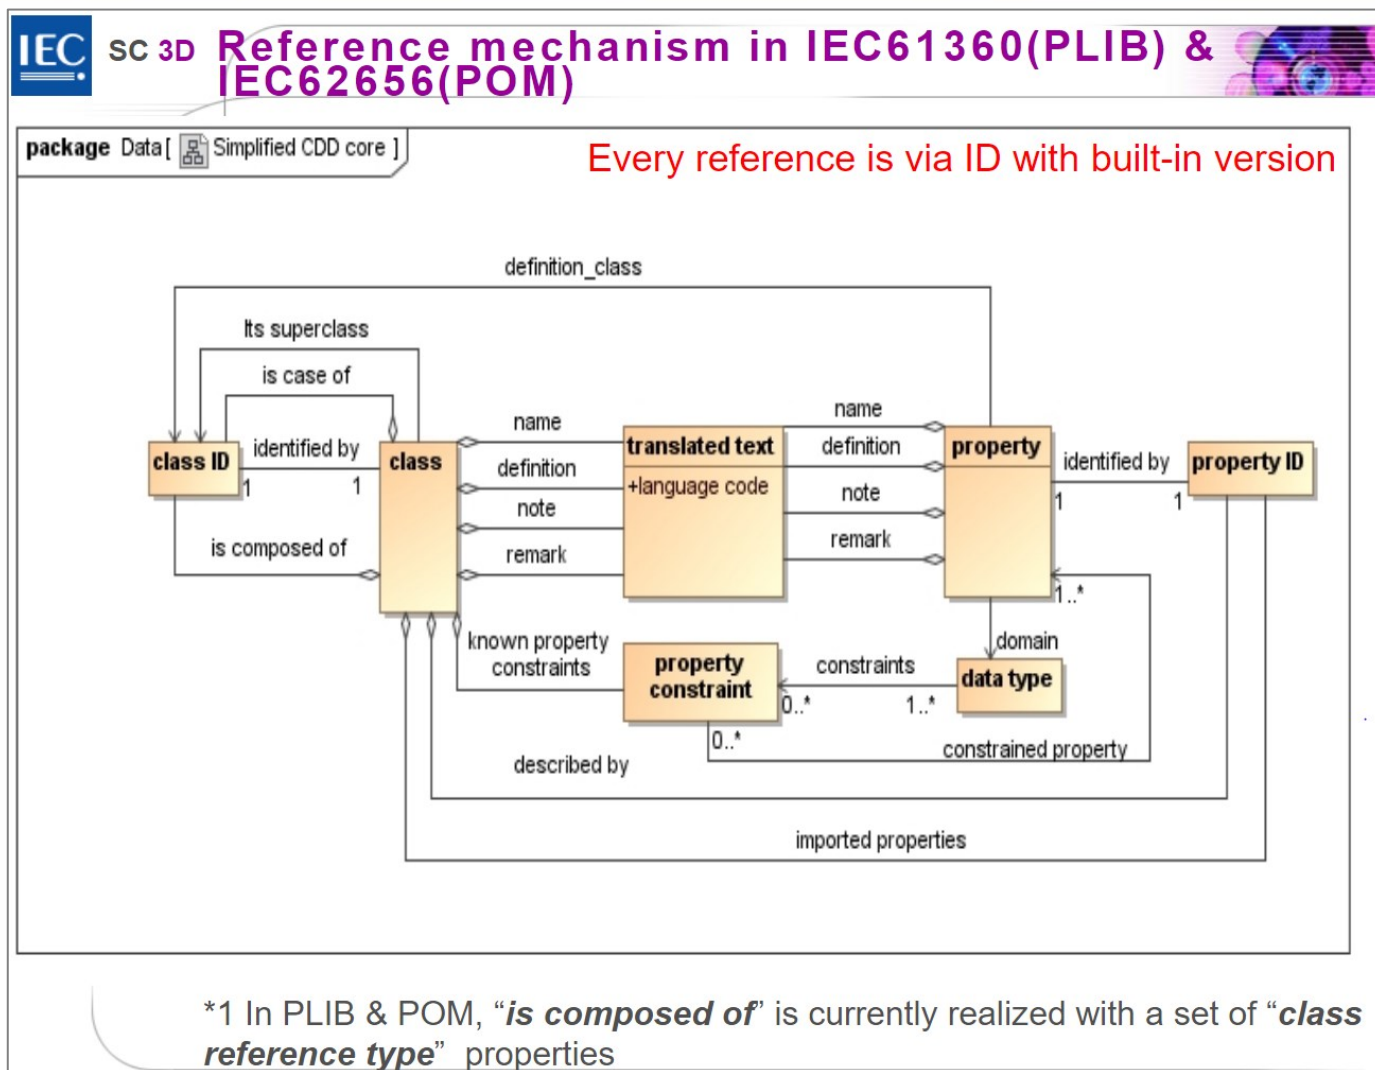 IEC SC 3D Reference mechanism in IEC61360(PLIB) &
IEC62656(POM)
package Data[ Simplified CDD core ]
Every reference is via ID with built-in version
definition_class
Its superclass
is case of
name
name
class ID
identified by
class
translated text
definition
property
identified by
property ID
1
1
definition
+language code
1
1
note
note
is composed of
remark
remark
1..*
known property
constraints
property
constraint
constraints
domain
data type
0..*
1..*
0..*
described by
constrained property
imported properties
*1 In PLIB & POM, “is composed of” is currently realized with a set of “class
reference type” properties